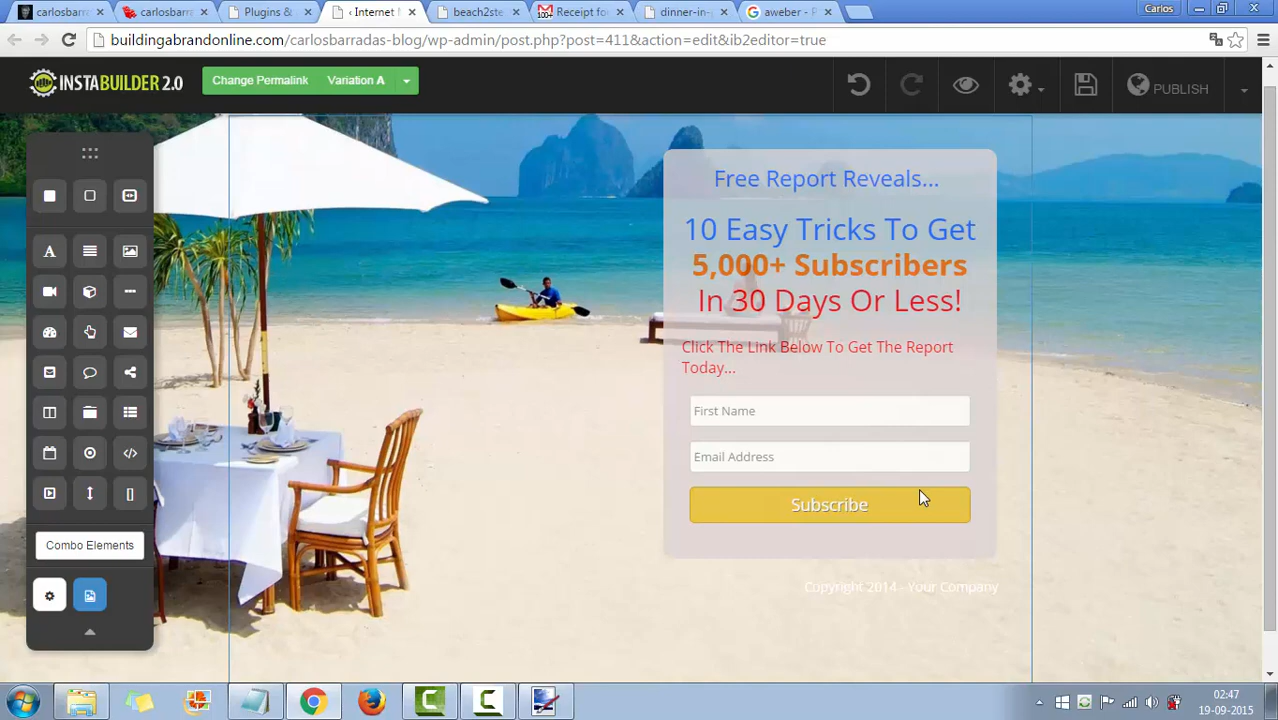 carlosbarra
carlosbarra
Plugins &
‹ Internet M
beach2ste
Receipt fo
dinner-in-
aweber - P
Carlos
buildingabrandonline.com/carlosbarradas-blog/wp-admin/post.php?post=411&action=edit&ib2editor=true
INSTABUILDER 2.0
Change Permalink
Variation A
PUBLISH
Free Report Reveals...
10 Easy Tricks To Get
5,000+ Subscribers
In 30 Days Or Less!
Click The Link Below To Get The Report
Today...
First Name
Email Address
Subscribe
Copyright 2014 - Your Company
Combo Elements
02:47
19-09-2015